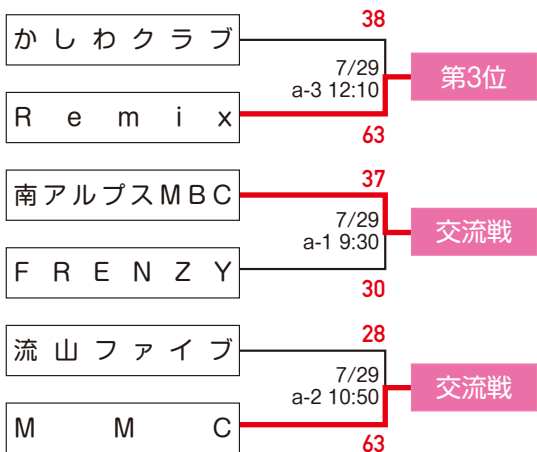 38
かしわクラブ
7/29
a-3 12:10
第3位
Remix
63
37
南アルプスMBC
7/29
a-1 9:30
交流戦
FRENZY
30
28
流山ファイブ
7/29
a-2 10:50
交流戦
MMC
63